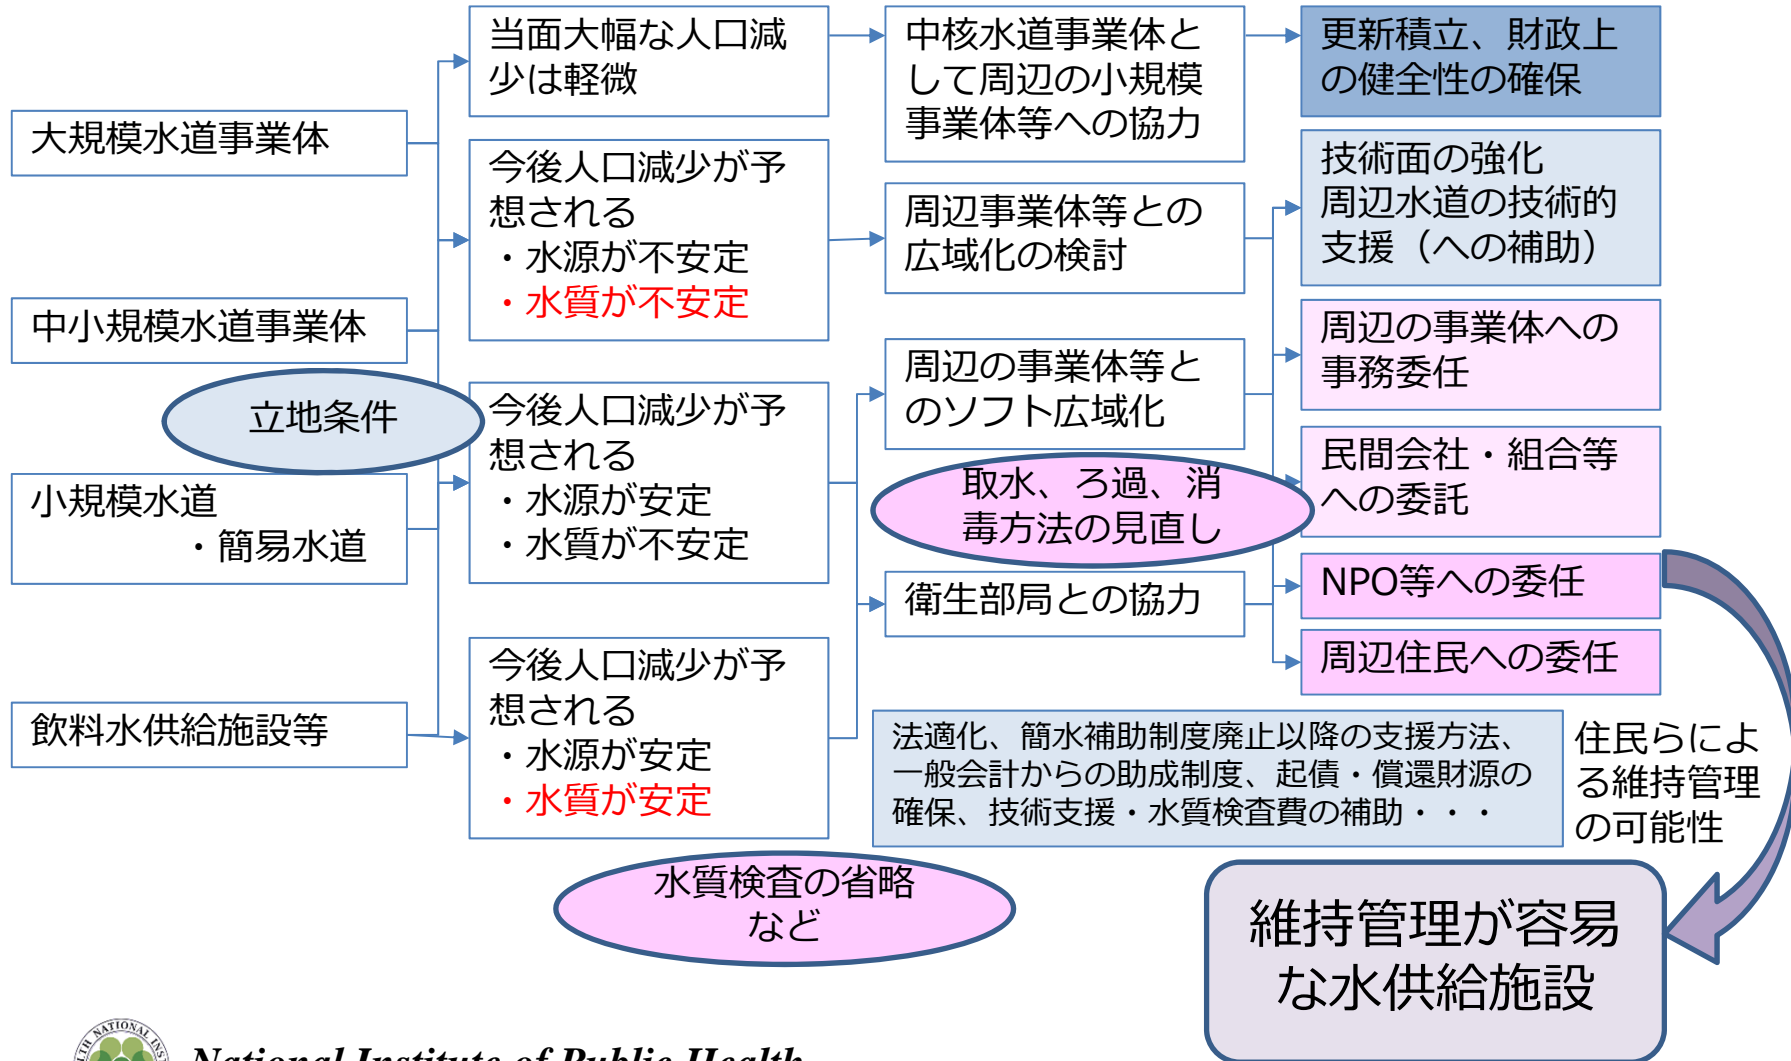 大規模水道事業体
中小規模水道事業体
立地条件
小規模水道
・簡易水道
飲料水供給施設等
当面大幅な人口減
少は軽微
今後人口減少が予
想される
・水源が不安定
・水質が不安定
今後人口減少が予
想される
・水源が安定
・水質が不安定
今後人口減少が予
想される
・水源が安定
・水質が安定
中核水道事業体と
して周辺の小規模
事業体等への協力
周辺事業体等との
広域化の検討
周辺の事業体等と
のソフト広域化
取水、ろ過、消
毒方法の見直し
衛生部局との協力
更新積立、財政上
の健全性の確保
技術面の強化
周辺水道の技術的
支援（への補助）
周辺の事業体への
事務委任
民間会社・組合等
への委託
NPO等への委任
周辺住民への委任
法適化、簡水補助制度廃止以降の支援方法、
一般会計からの助成制度、起債・償還財源の
確保、技術支援・水質検査費の補助・・・
住民らによ
る維持管理
の可能性
水質検査の省略
など
維持管理が容易
な水供給施設
National Institute of Public Health